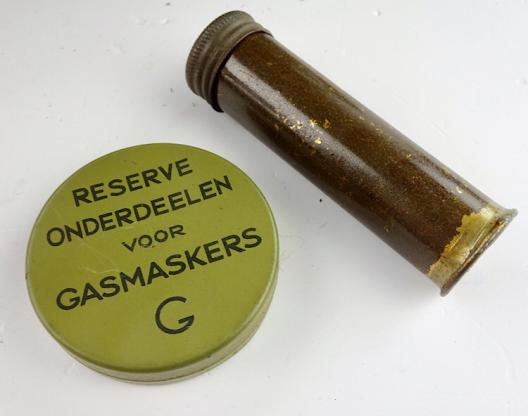 RESERVE
ONDERDEELEN
VOOR
GASMASKERS
G